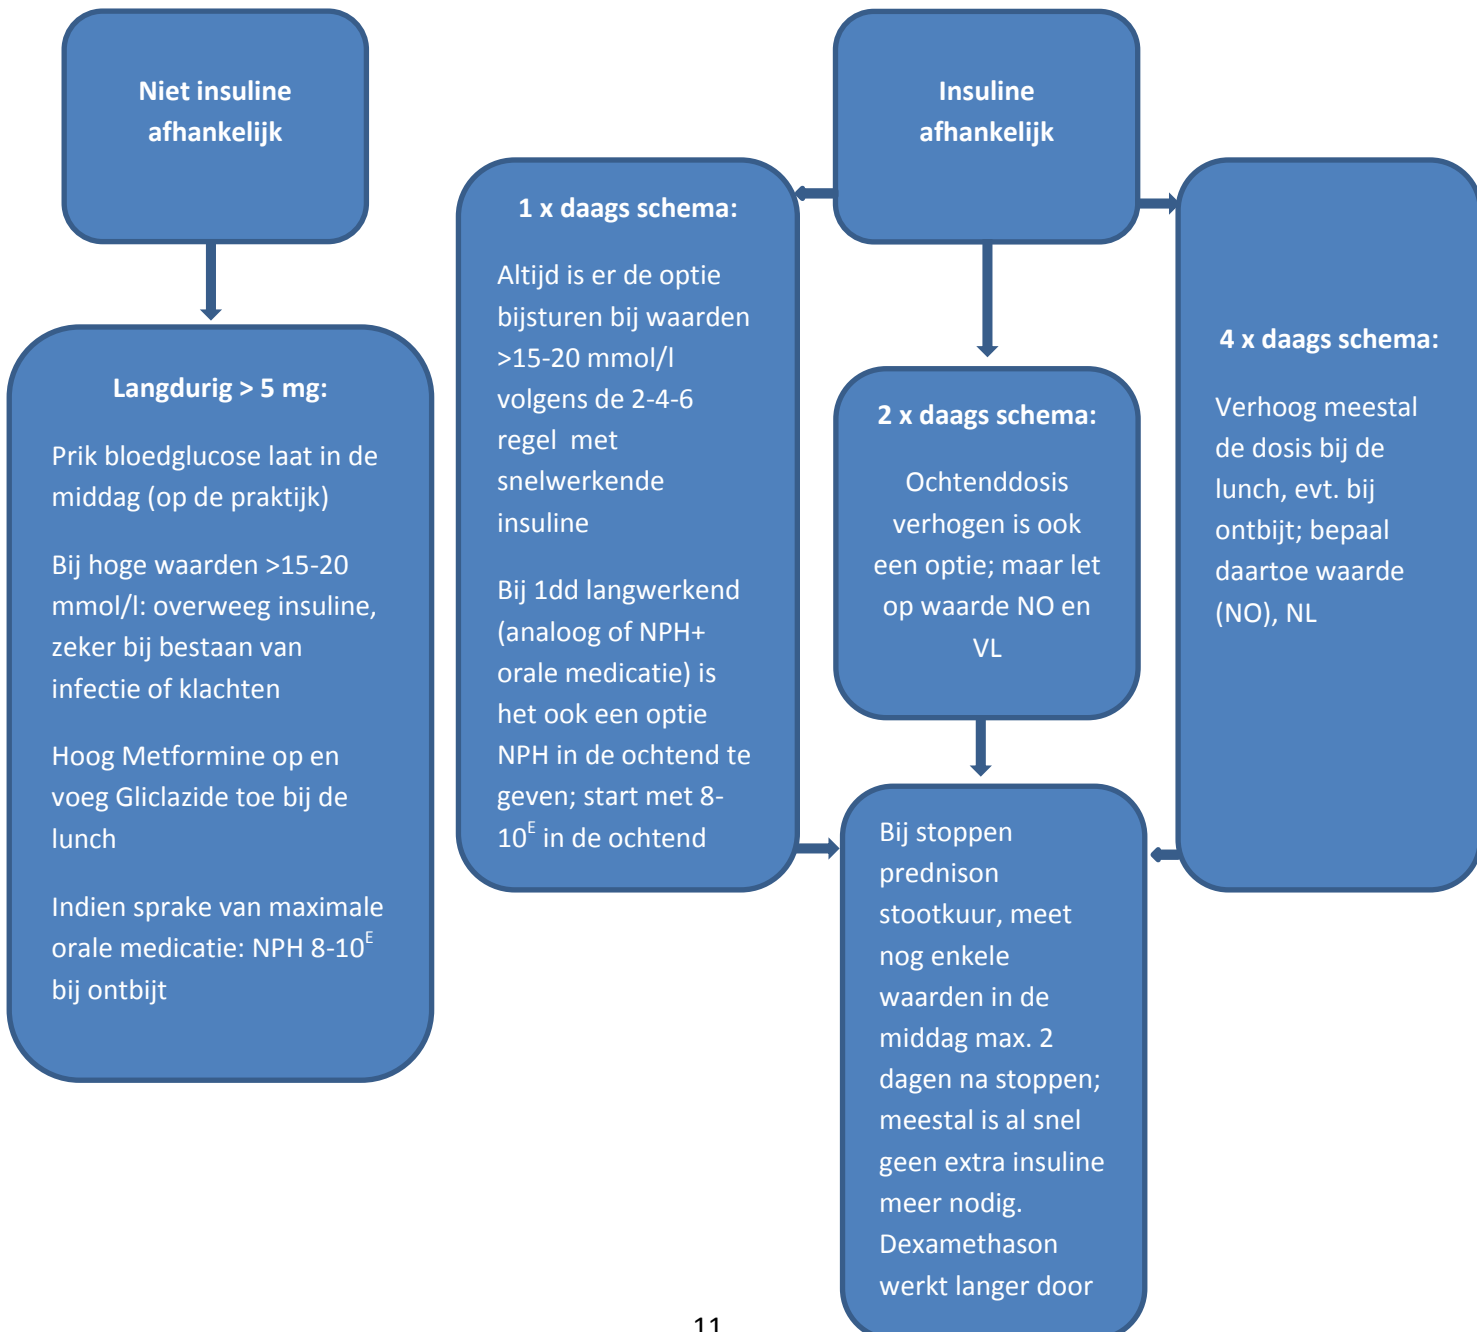 Niet insuline
afhankelijk
Langdurig > 5 mg:
Prik bloedglucose laat in de
middag (op de praktijk)
Bij hoge waarden >15-20
mmol/l: overweeg insuline,
zeker bij bestaan van
infectie of klachten
Hoog Metformine op en
voeg Gliclazide toe bij de
lunch
Indien sprake van maximale
orale medicatie: NPH 8-10ᴱ
bij ontbijt
Insuline
afhankelijk
1 x daags schema:
Altijd is er de optie
bijsturen bij waarden
>15-20 mmol/l
volgens de 2-4-6
regel met
snelwerkende
insuline
Bij 1dd langwerkend
(analoog of NPH+
orale medicatie) is
het ook een optie
NPH in de ochtend te
geven; start met 8-
10ᴱ in de ochtend
2 x daags schema:
Ochtenddosis
verhogen is ook
een optie; maar let
op waarde NO en
VL
4 x daags schema:
Verhoog meestal
de dosis bij de
lunch, evt. bij
ontbijt; bepaal
daartoe waarde
(NO), NL
Bij stoppen
prednison
stootkuur, meet
nog enkele
waarden in de
middag max. 2
dagen na stoppen;
meestal is al snel
geen extra insuline
meer nodig.
Dexamethason
werkt langer door
11